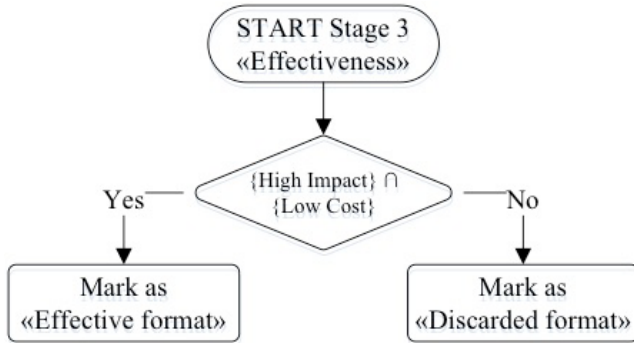 START Stage 3
«Effectiveness»
{High Impact} ∩
{Low Cost}
Yes
No
Mark as
«Effective format»
Mark as
«Discarded format»